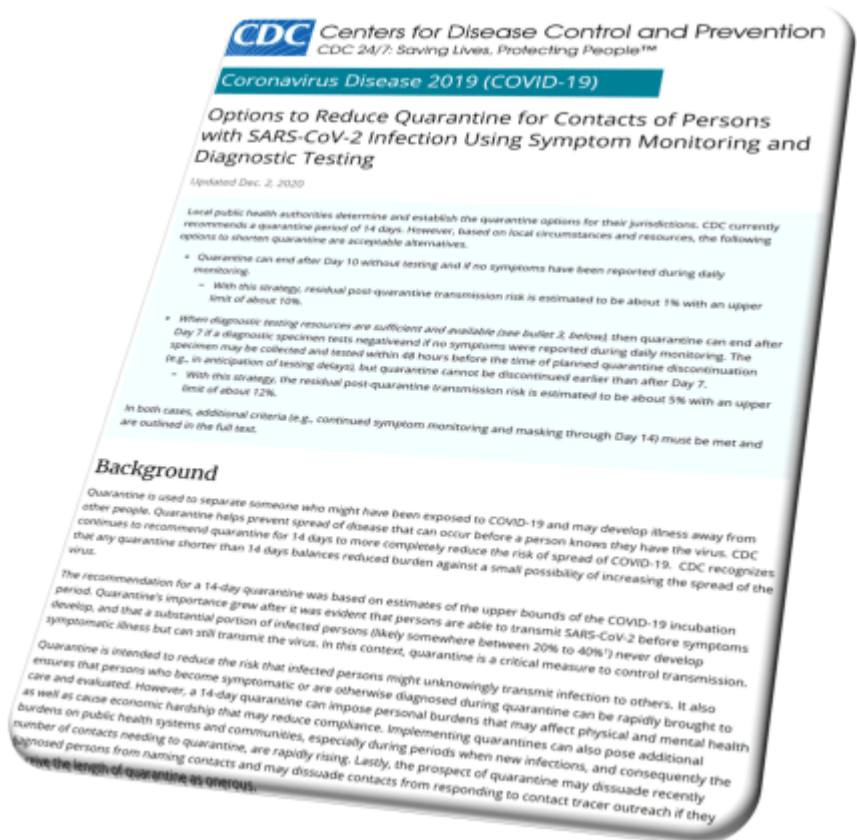 CDC Centers for Disease Control and Prevention
CDC 24/7: Saving Lives, Protecting People™
Coronavirus Disease 2019 (COVID-19)
Options to Reduce Quarantine for Contacts of Persons
with SARS-CoV-2 Infection Using Symptom Monitoring and
Diagnostic Testing
Updated Dec. 2, 2020
Local public health authorities determine and establish the quarantine options for their jurisdictions. CDC currently
recommends a quarantine period of 14 days. However, based on local circumstances and resources, the following
options to shorten quarantine are acceptable alternatives.
• Quarantine can end after Day 10 without testing and if no symptoms have been reported during daily
monitoring.
– With this strategy, residual post-quarantine transmission risk is estimated to be about 1% with an upper
limit of about 10%.
• When diagnostic testing resources are sufficient and available (see bullet 3, below), then quarantine can end after
Day 7 if a diagnostic specimen tests negativeand if no symptoms were reported during daily monitoring. The
specimen may be collected and tested within 48 hours before the time of planned quarantine discontinuation
(e.g., in anticipation of testing delays), but quarantine cannot be discontinued earlier than after Day 7.
– With this strategy, the residual post-quarantine transmission risk is estimated to be about 5% with an upper
limit of about 12%.
In both cases, additional criteria (e.g., continued symptom monitoring and masking through Day 14) must be met and
are outlined in the full text.
Background
Quarantine is used to separate someone who might have been exposed to COVID-19 and may develop illness away from
other people. Quarantine helps prevent spread of disease that can occur before a person knows they have the virus. CDC
continues to recommend quarantine for 14 days to more completely reduce the risk of spread of COVID-19. CDC recognizes
that any quarantine shorter than 14 days balances reduced burden against a small possibility of increasing the spread of the
virus.
The recommendation for a 14-day quarantine was based on estimates of the upper bounds of the COVID-19 incubation
period. Quarantine's importance grew after it was evident that persons are able to transmit SARS-CoV-2 before symptoms
develop, and that a substantial portion of infected persons (likely somewhere between 20% to 40%¹) never develop
symptomatic illness but can still transmit the virus. In this context, quarantine is a critical measure to control transmission.
Quarantine is intended to reduce the risk that infected persons might unknowingly transmit infection to others. It also
ensures that persons who become symptomatic or are otherwise diagnosed during quarantine can be rapidly brought to
care and evaluated. However, a 14-day quarantine can impose personal burdens that may affect physical and mental health
as well as cause economic hardship that may reduce compliance. Implementing quarantines can also pose additional
burdens on public health systems and communities, especially during periods when new infections, and consequently the
number of contacts needing to quarantine, are rapidly rising. Lastly, the prospect of quarantine may dissuade recently
agnosed persons from naming contacts and may dissuade contacts from responding to contact tracer outreach if they
eive the length of quarantine as onerous.